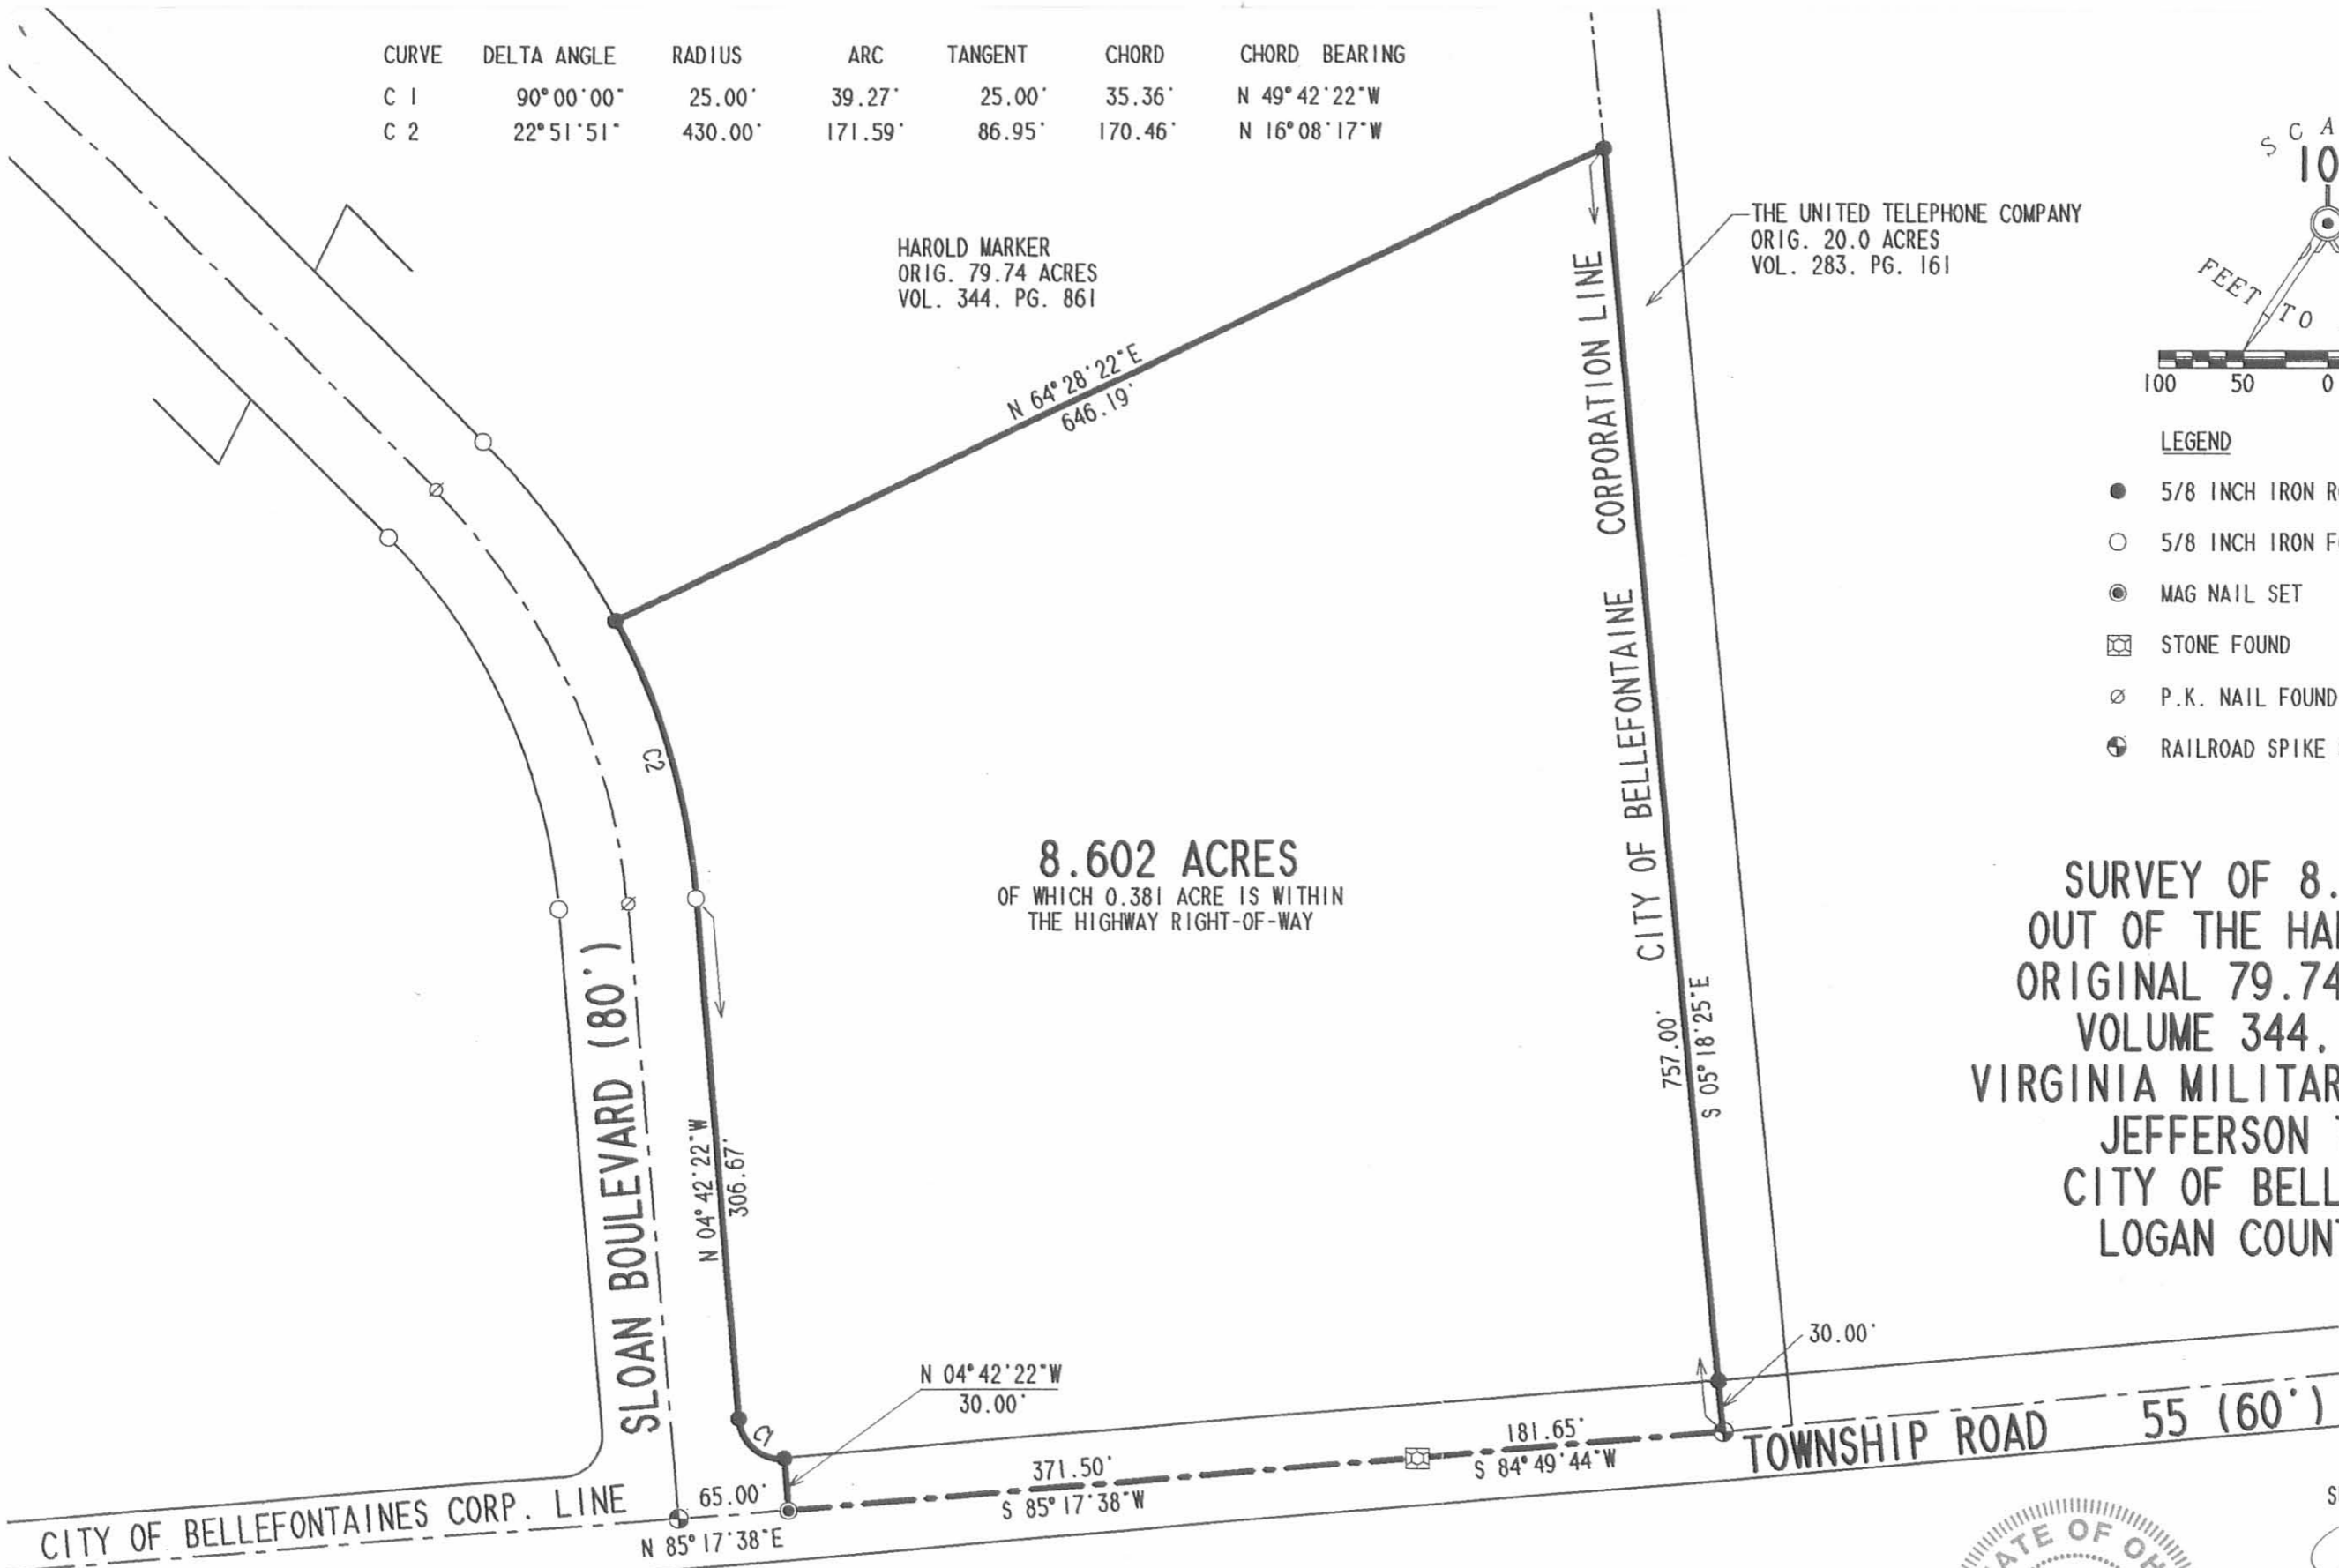 CURVE DELTA ANGLE RADIUS ARC TANGENT CHORD CHORD BEARING
C 1 90°00'00" 25.00' 39.27' 25.00' 35.36' N 49°42'22"W
C 2 22°51'51" 430.00' 171.59' 86.95' 170.46' N 16°08'17"W
HAROLD MARKER
ORIG. 79.74 ACRES
VOL. 344. PG. 861
THE UNITED TELEPHONE COMPANY
ORIG. 20.0 ACRES
VOL. 283. PG. 161
S C A
10
FEET TO
100 50 0
N 64°28'22"E
646.19'
CITY OF BELLEFONTAINE CORPORATION LINE
LEGEND
5/8 INCH IRON R
5/8 INCH IRON F
MAG NAIL SET
STONE FOUND
P.K. NAIL FOUND
RAILROAD SPIKE
C2
8.602 ACRES
OF WHICH 0.381 ACRE IS WITHIN
THE HIGHWAY RIGHT-OF-WAY
SURVEY OF 8.
OUT OF THE HA
ORIGINAL 79.74
VOLUME 344.
VIRGINIA MILITAR
JEFFERSON
CITY OF BELL
LOGAN COUN
757.00'
S 05°18'25"E
SLOAN BOULEVARD (80')
N 04°42'22"W
306.67'
C1
N 04°42'22"W
30.00'
30.00'
181.65'
S 84°49'44"W
371.50'
S 85°17'38"W
65.00'
N 85°17'38"E
TOWNSHIP ROAD 55 (60')
CITY OF BELLEFONTAINES CORP. LINE
ATE OF OH
S